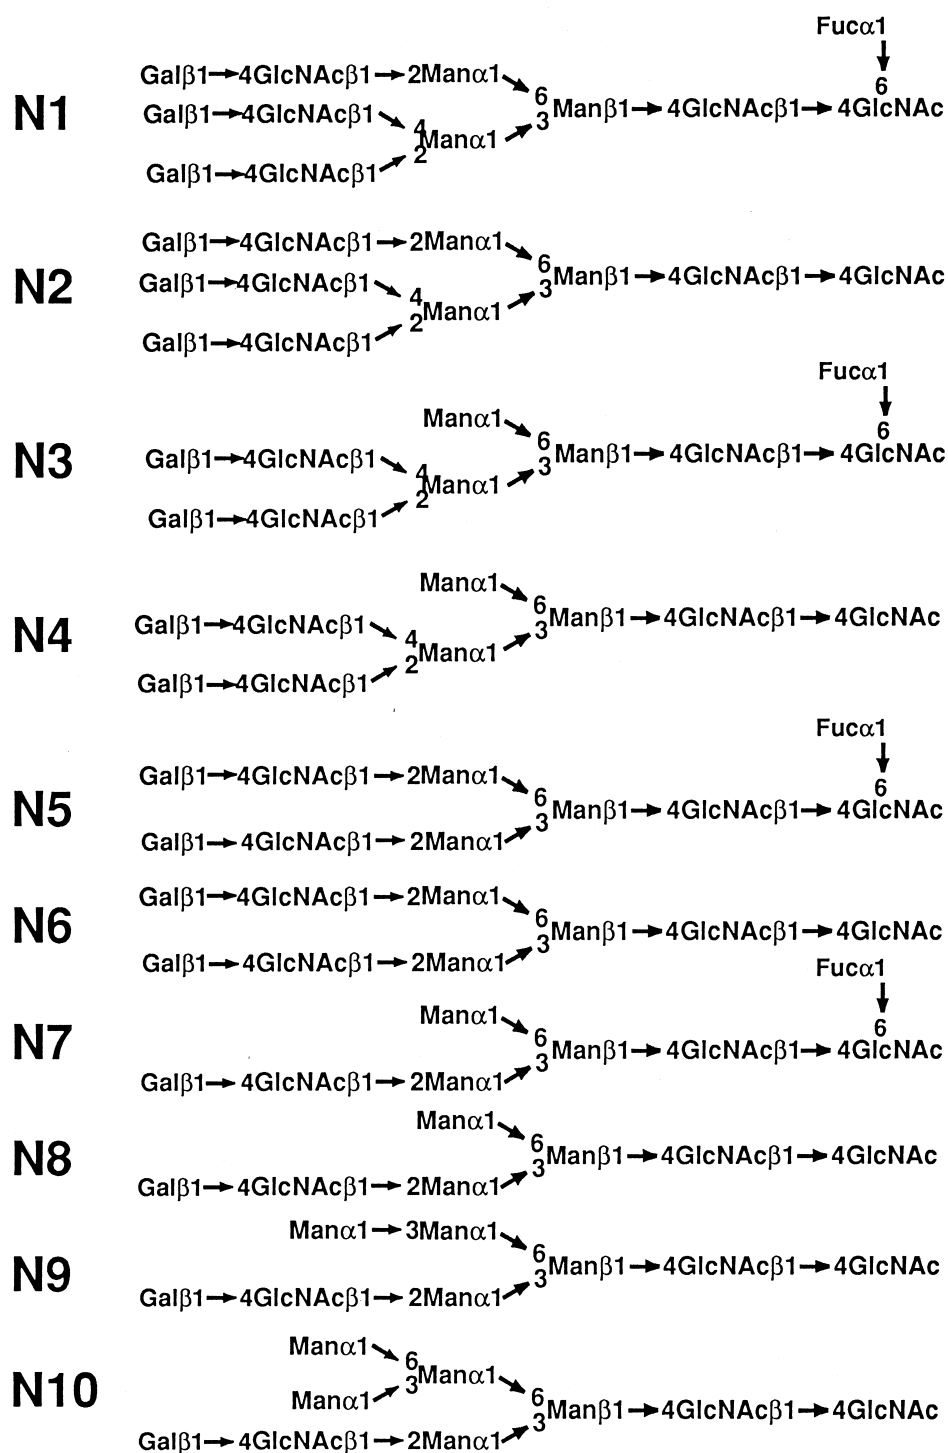 Fucα1
↓
Galβ1→4GlcNAcβ1→2Manα1
6 6
N1 Galβ1→4GlcNAcβ1 Manβ1→4GlcNAcβ1→4GlcNAc
4 3
Manα1
2
Galβ1→4GlcNAcβ1
Galβ1→4GlcNAcβ1→2Manα1
6
N2 Galβ1→4GlcNAcβ1 Manβ1→4GlcNAcβ1→4GlcNAc
4 3
Manα1
2
Galβ1→4GlcNAcβ1
Fucα1
↓
Manα1
6 6
N3 Galβ1→4GlcNAcβ1 Manβ1→4GlcNAcβ1→4GlcNAc
4 3
Manα1
2
Galβ1→4GlcNAcβ1
Manα1
6
N4 Galβ1→4GlcNAcβ1 Manβ1→4GlcNAcβ1→4GlcNAc
4 3
Manα1
2
Galβ1→4GlcNAcβ1
Fucα1
↓
Galβ1→4GlcNAcβ1→2Manα1
6 6
N5 Manβ1→4GlcNAcβ1→4GlcNAc
3
Galβ1→4GlcNAcβ1→2Manα1
Galβ1→4GlcNAcβ1→2Manα1
6
N6 Manβ1→4GlcNAcβ1→4GlcNAc
3
Galβ1→4GlcNAcβ1→2Manα1
Fucα1
↓
Manα1
6 6
N7 Manβ1→4GlcNAcβ1→4GlcNAc
3
Galβ1→4GlcNAcβ1→2Manα1
Manα1
6
N8 Manβ1→4GlcNAcβ1→4GlcNAc
3
Galβ1→4GlcNAcβ1→2Manα1
Manα1→3Manα1
6
N9 Manβ1→4GlcNAcβ1→4GlcNAc
3
Galβ1→4GlcNAcβ1→2Manα1
Manα1
6
Manα1
3
N10 Manα1
6
Manβ1→4GlcNAcβ1→4GlcNAc
3
Galβ1→4GlcNAcβ1→2Manα1